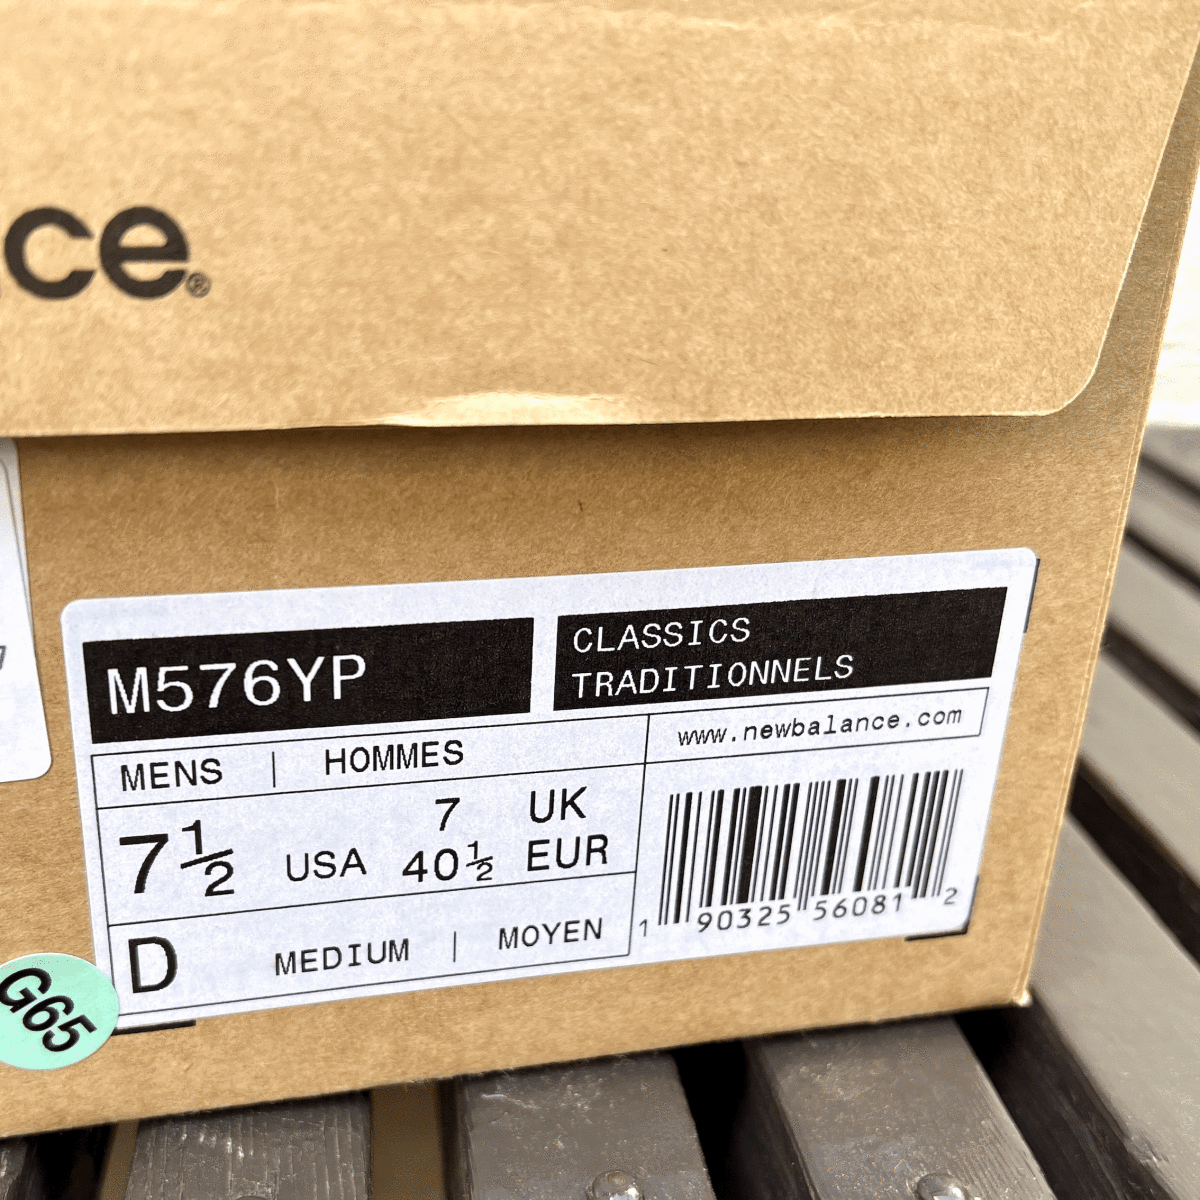 ce®
M576YP
CLASSICS
TRADITIONNELS
www.newbalance.com
MENS | HOMMES
7½ USA
7 UK
40½ EUR
D MEDIUM | MOYEN
1 90325 56081 2
G65